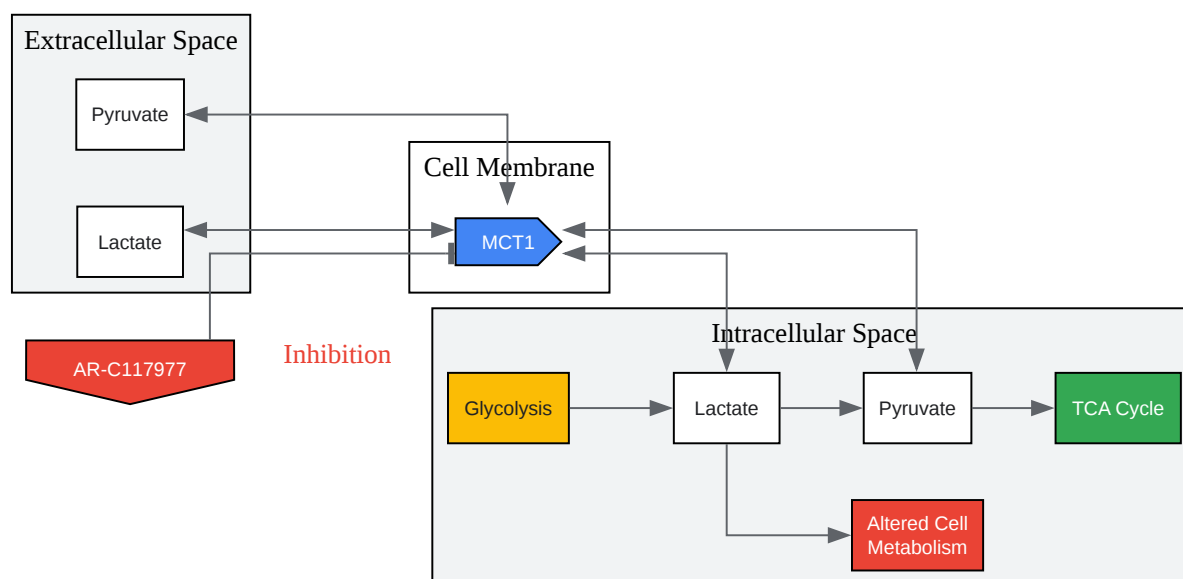 Extracellular Space
Pyruvate
Cell Membrane
Lactate
MCT1
Intracellular Space
AR-C117977
Inhibition
Glycolysis
Lactate
Pyruvate
TCA Cycle
Altered Cell
Metabolism